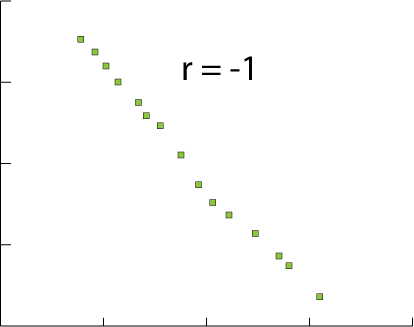 r = -1